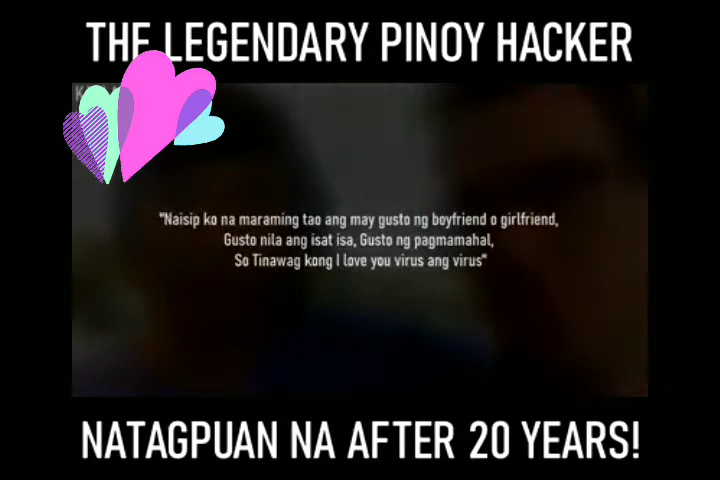 THE LEGENDARY PINOY HACKER
"Naisip ko na maraming tao ang may gusto ng boyfriend o girlfriend,
Gusto nila ang isat isa, Gusto ng pagmamahal,
So Tinawag kong I love you virus ang virus"
NATAGPUAN NA AFTER 20 YEARS!